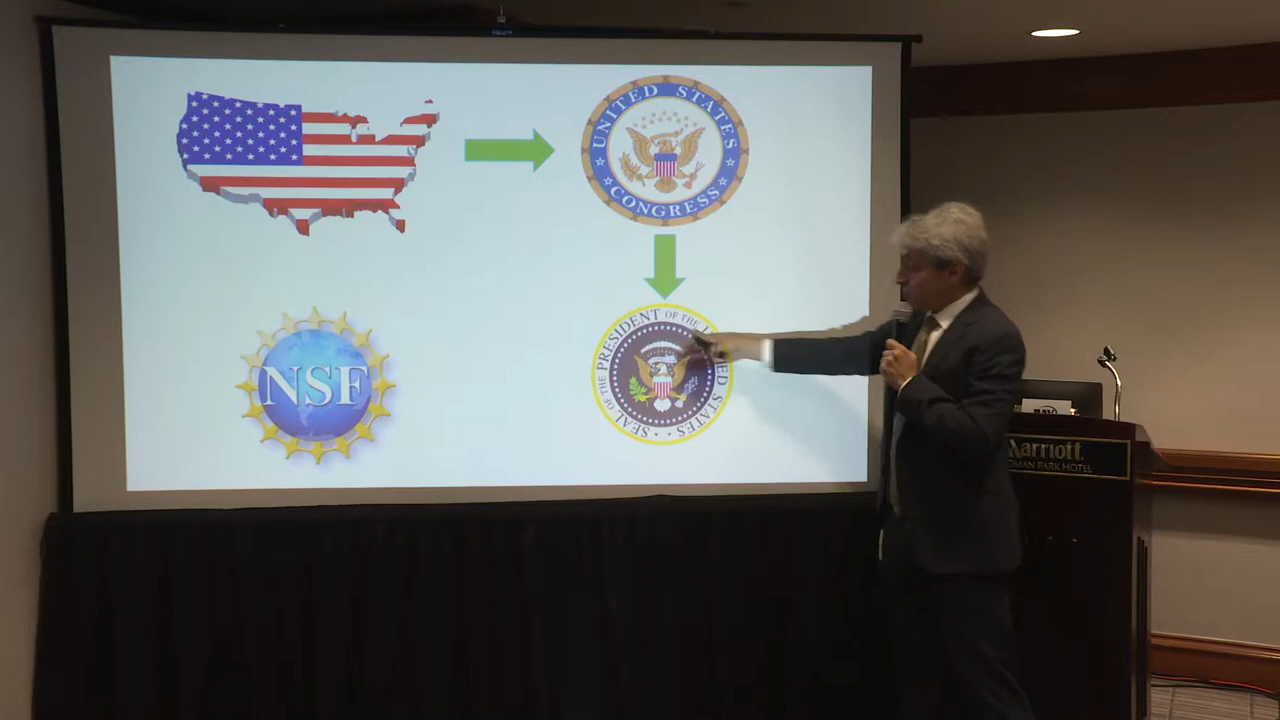 UNITED STATES
CONGRESS
NSF
SEAL OF THE PRESIDENT OF THE UNITED STATES
Marriott
MAN PARK HOTEL